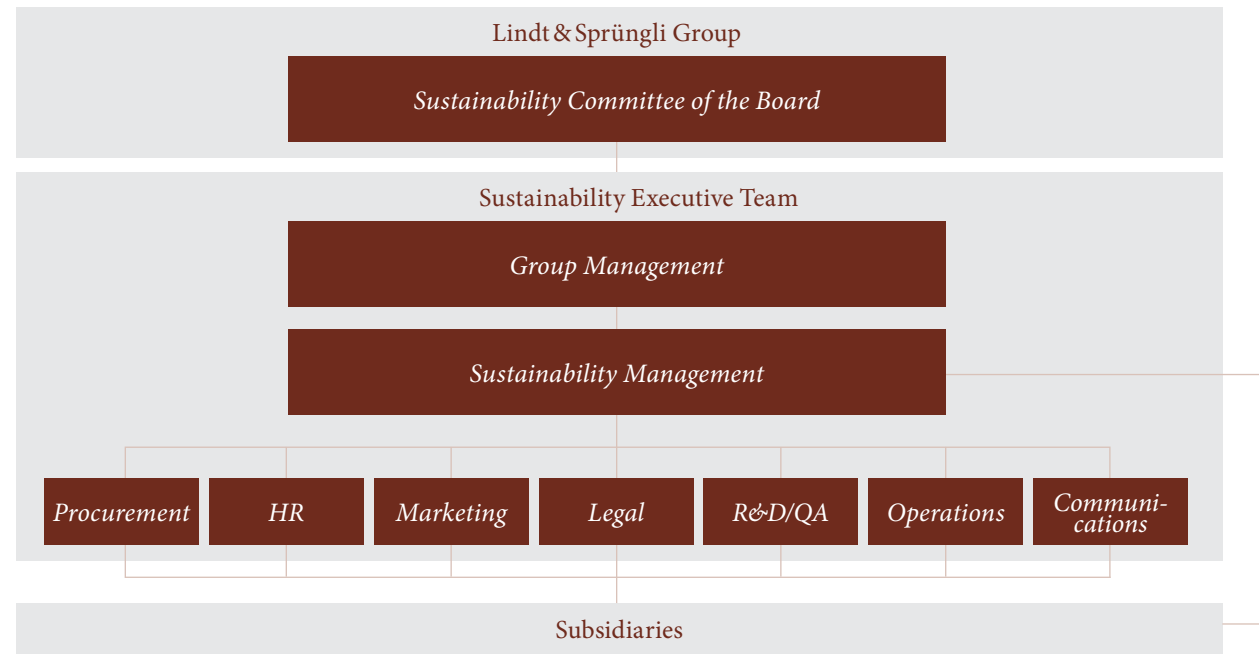 Lindt & Sprüngli Group
Sustainability Committee of the Board
Sustainability Executive Team
Group Management
Sustainability Management
Procurement
HR
Marketing
Legal
R&D/QA
Operations
Communi-
cations
Subsidiaries